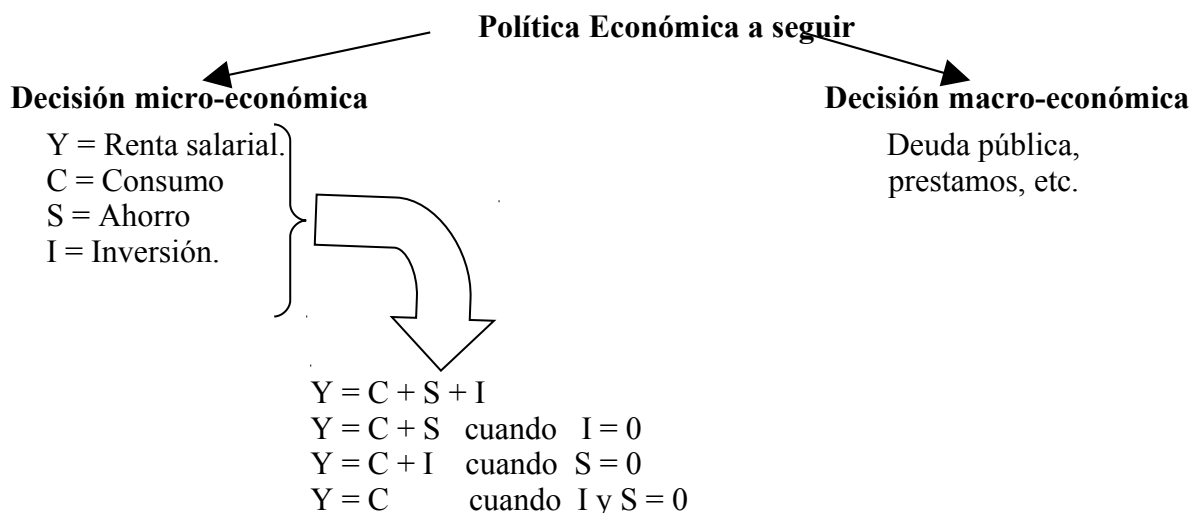 Política Económica a seguir
Decisión micro-económica
Y = Renta salarial.
C = Consumo
S = Ahorro
I = Inversión.
Decisión macro-económica
Deuda pública,
prestamos, etc.
Y = C + S + I
Y = C + S cuando I = 0
Y = C + I cuando S = 0
Y = C cuando I y S = 0